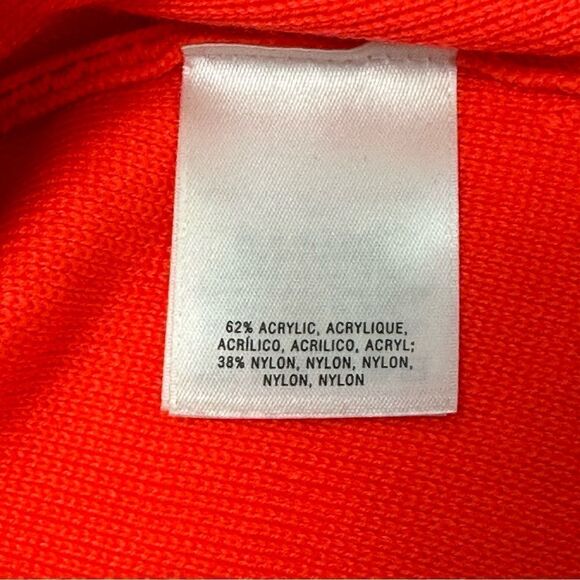 62% ACRYLIC, ACRYLIQUE,
ACRÍLICO, ACRILICO, ACRYL;
38% NYLON, NYLON, NYLON,
NYLON, NYLON